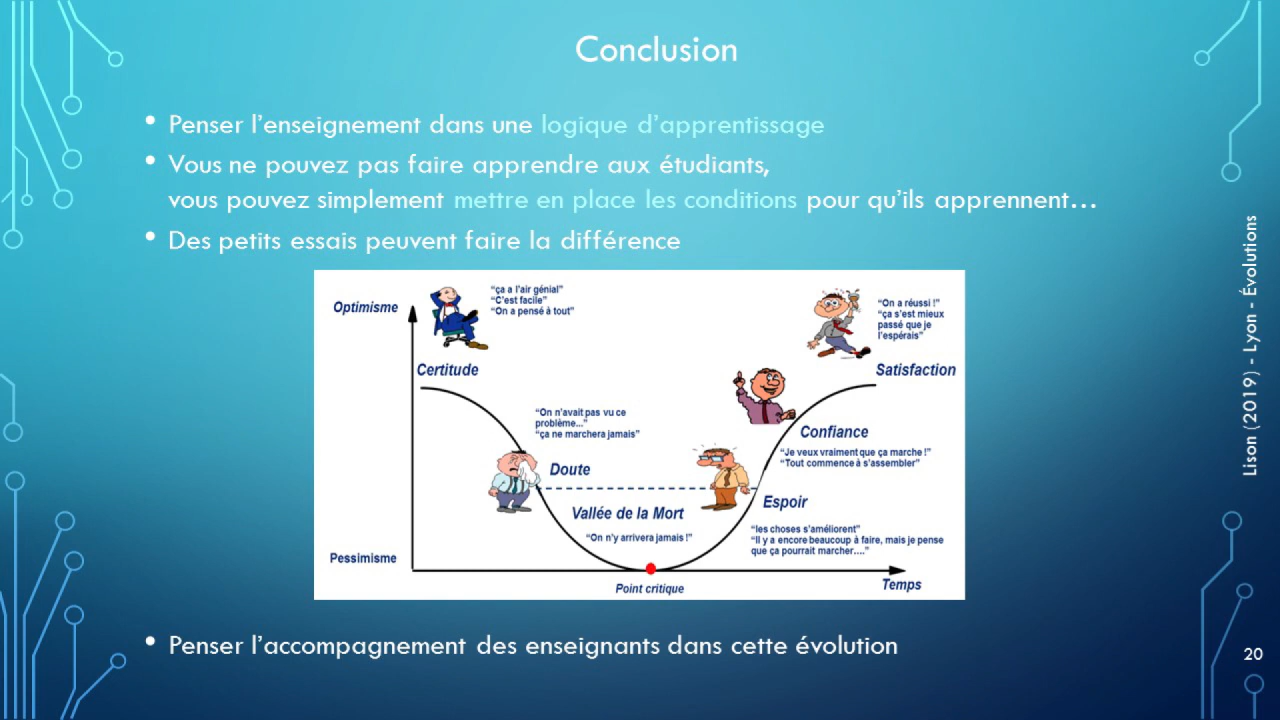 Conclusion
• Penser l’enseignement dans une logique d’apprentissage
• Vous ne pouvez pas faire apprendre aux étudiants,
vous pouvez simplement mettre en place les conditions pour qu’ils apprennent…
• Des petits essais peuvent faire la différence
Optimisme
“ça a l’air génial”
“C’est facile”
“On a pensé à tout”
Certitude
“On n’avait pas vu ce
problème...”
“ça ne marchera jamais”
Doute
Vallée de la Mort
“On n’y arrivera jamais !”
Point critique
Pessimisme
“On a réussi !”
“ça s’est mieux
passé que je
l’espérais”
Satisfaction
Confiance
“Je veux vraiment que ça marche !”
“Tout commence à s’assembler”
Espoir
“les choses s’améliorent”
“Il y a encore beaucoup à faire, mais je pense
que ça pourrait marcher….”
Temps
• Penser l’accompagnement des enseignants dans cette évolution
Lison (2019) - Lyon - Évolutions
20